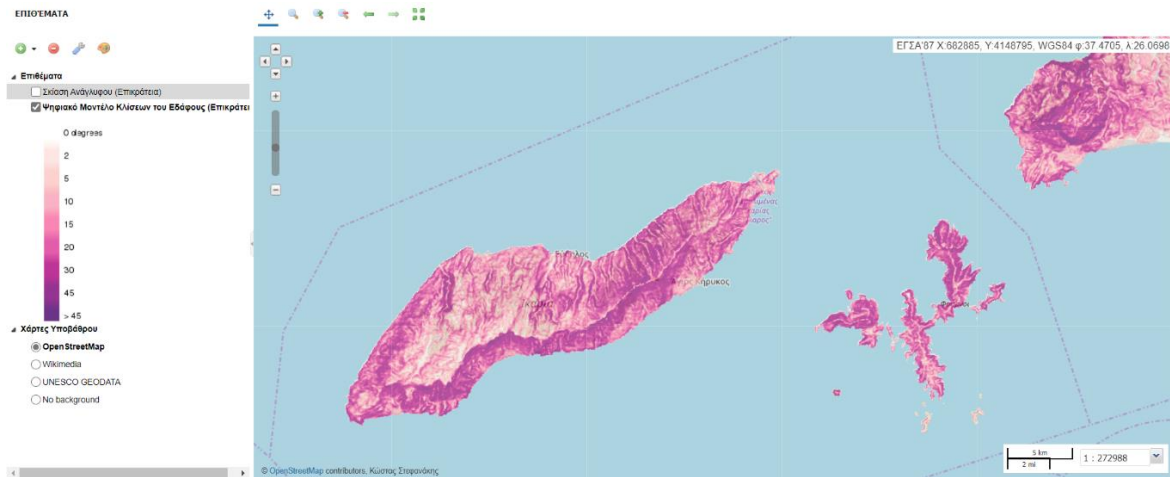 ΕΠΙΘΈΜΑΤΑ
ΕΓΣΑ'87 X:682885, Y:4148795, WGS84 φ:37.4705, λ:26.0698
Επιθέματα
Σκίαση Ανάγλυφου (Επικράτεια)
Ψηφιακό Μοντέλο Κλίσεων του Εδάφους (Επικράτει
0 degrees
2
5
10
15
20
30
45
> 45
Χάρτες Υποβάθρου
OpenStreetMap
Wikimedia
UNESCO GEODATA
No background
© OpenStreetMap contributors, Κώστας Στεφανάκης
5 km
2 mi
1 : 272988